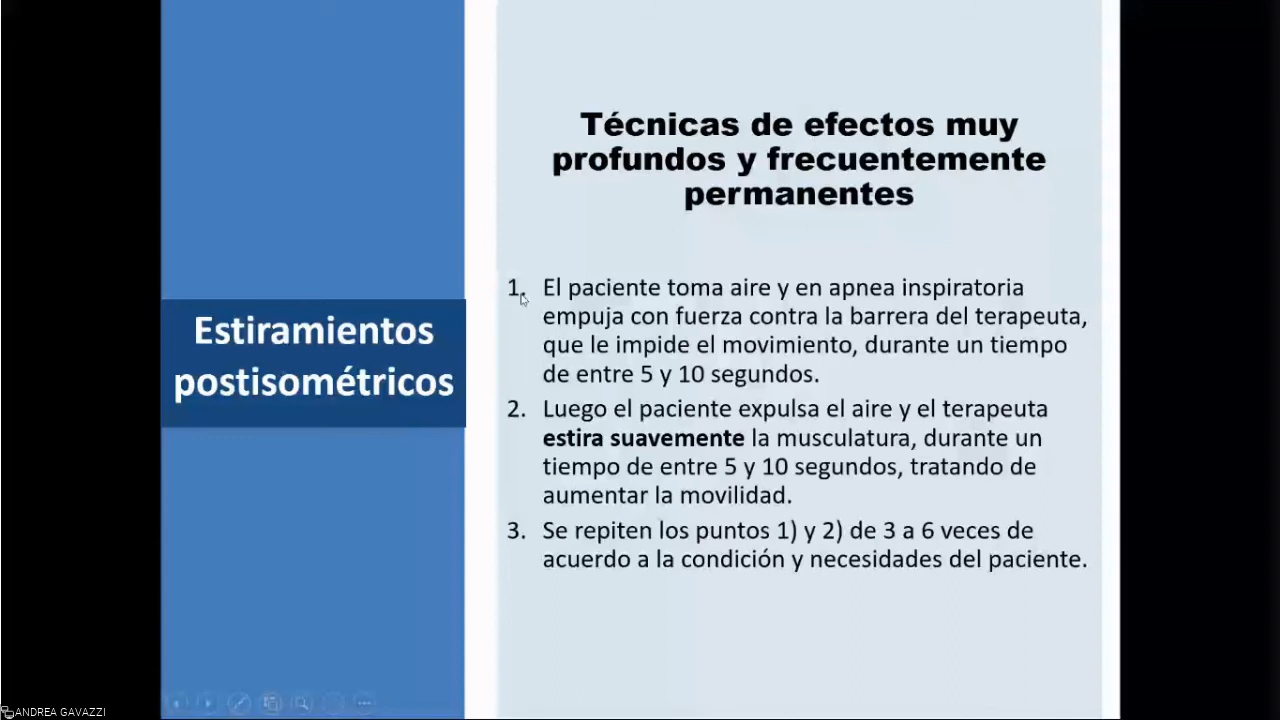 Estiramientos
postisométricos
Técnicas de efectos muy
profundos y frecuentemente
permanentes
1. El paciente toma aire y en apnea inspiratoria
empuja con fuerza contra la barrera del terapeuta,
que le impide el movimiento, durante un tiempo
de entre 5 y 10 segundos.
2. Luego el paciente expulsa el aire y el terapeuta
estira suavemente la musculatura, durante un
tiempo de entre 5 y 10 segundos, tratando de
aumentar la movilidad.
3. Se repiten los puntos 1) y 2) de 3 a 6 veces de
acuerdo a la condición y necesidades del paciente.
ANDREA GAVAZZI